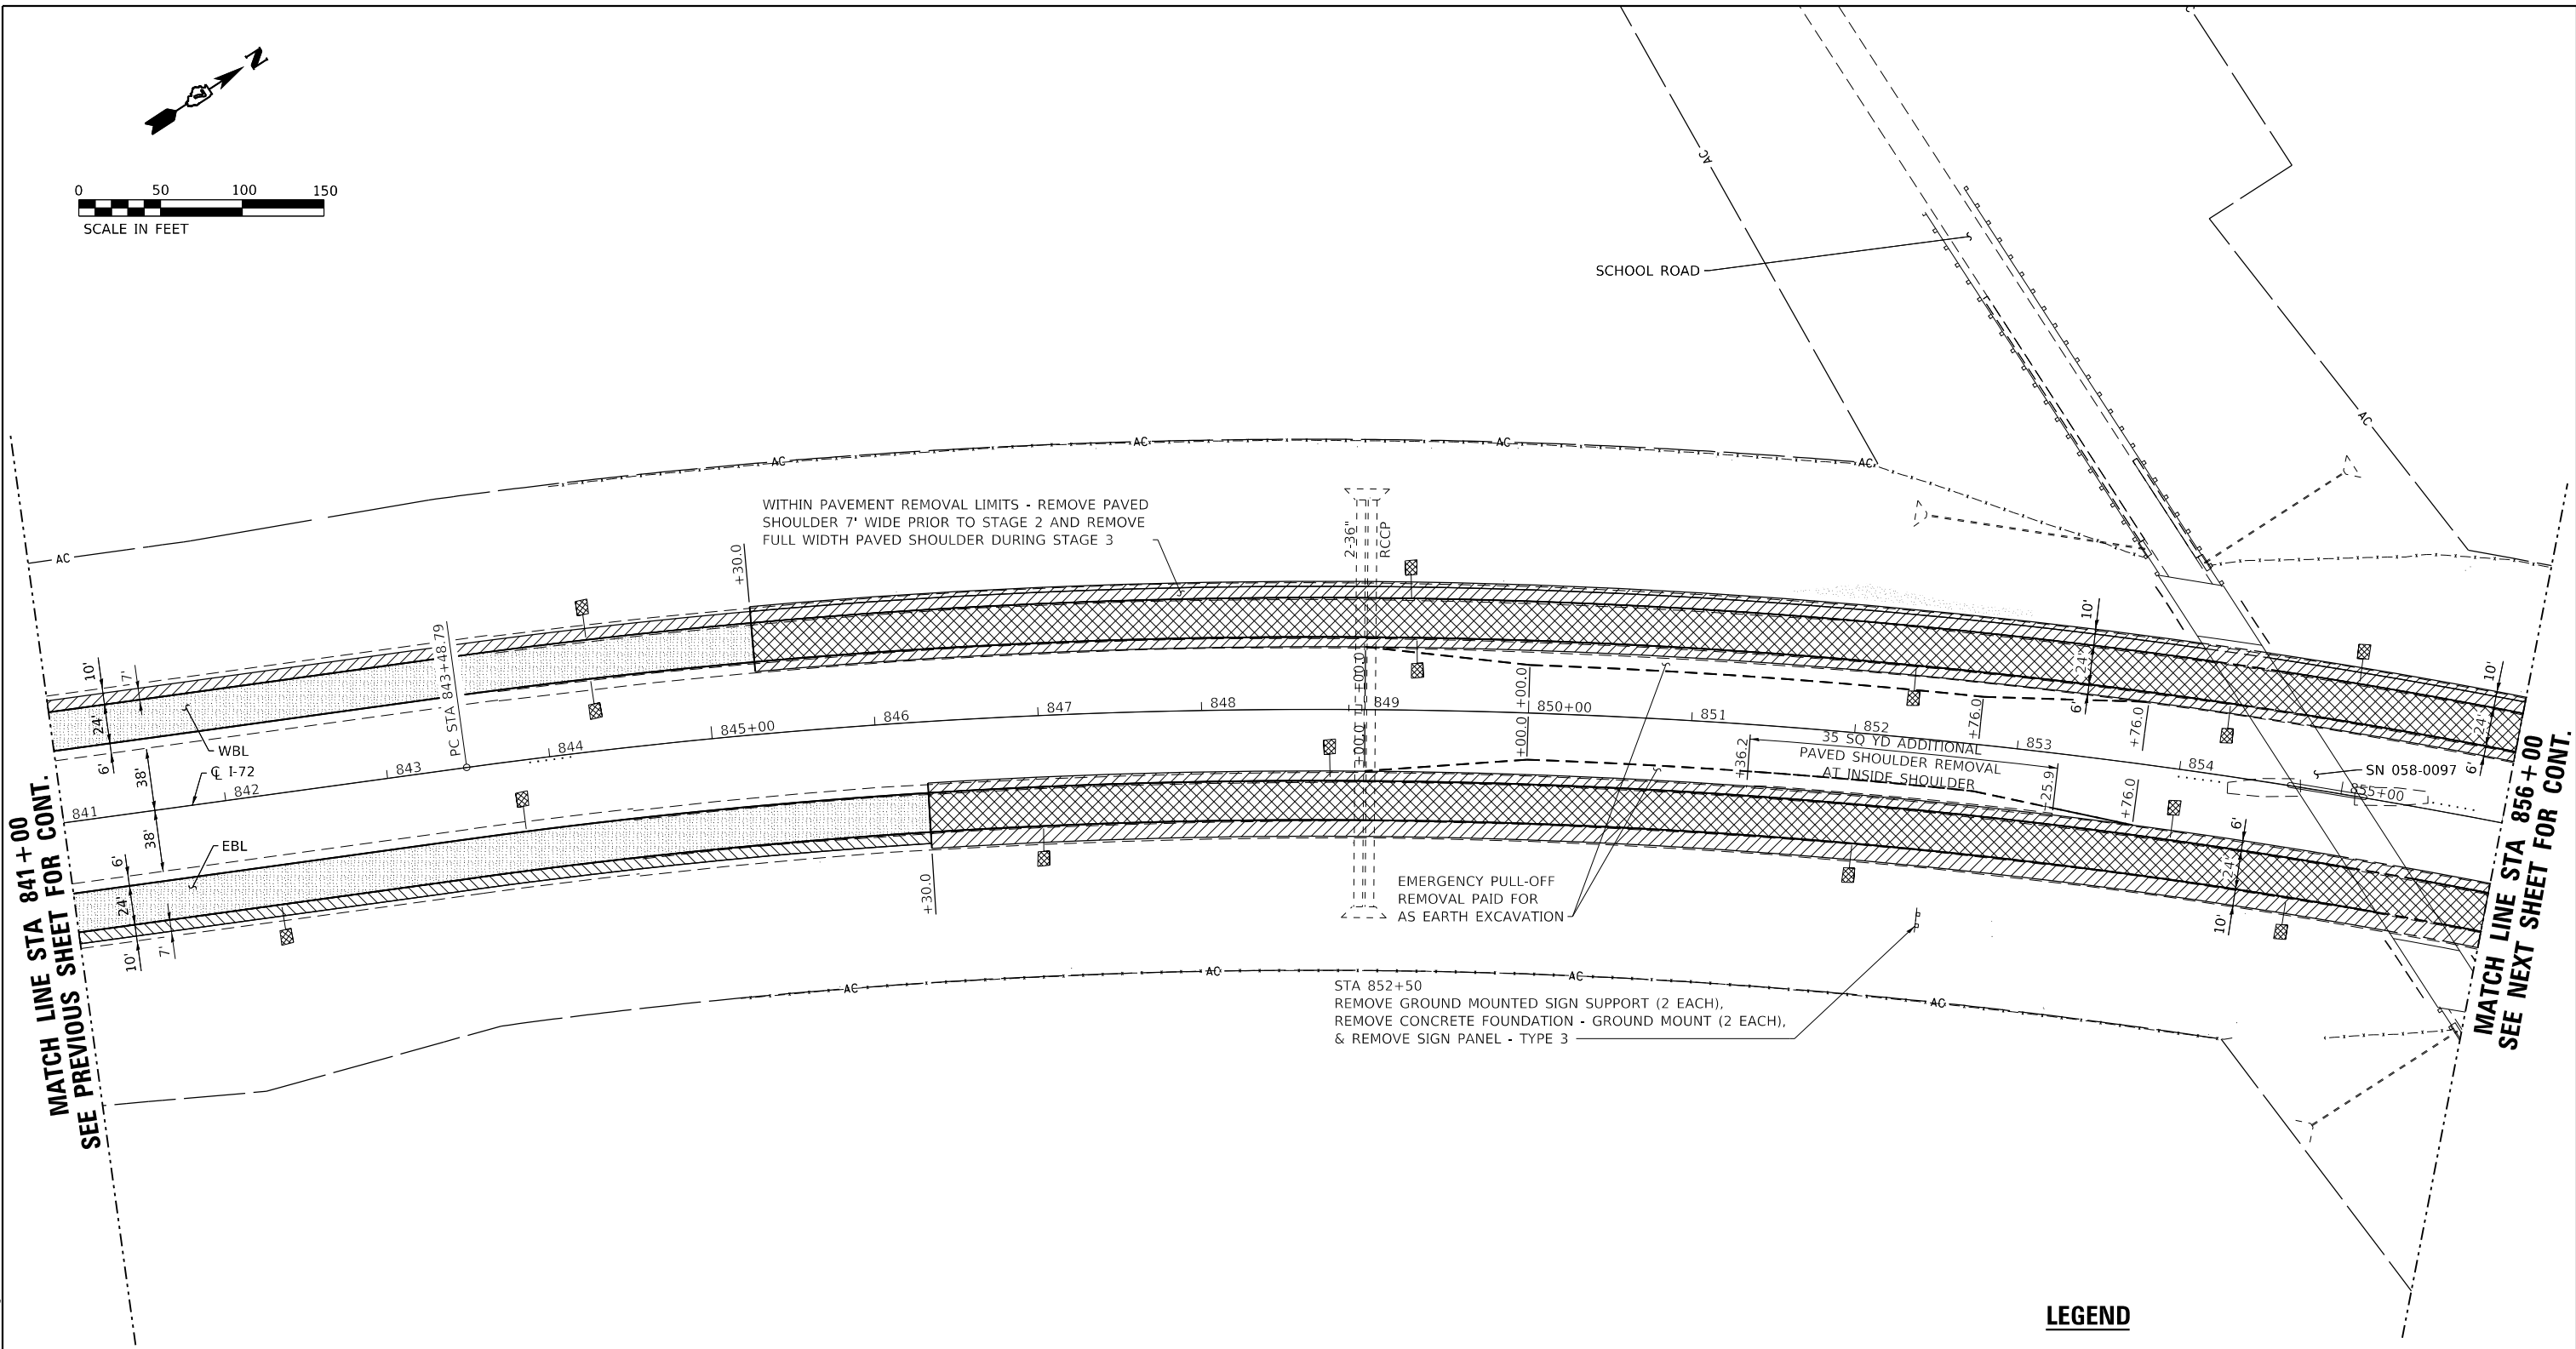 N
0 50 100 150
SCALE IN FEET
SCHOOL ROAD
AC
AC
AC
AC
AC
AC
AC
WITHIN PAVEMENT REMOVAL LIMITS - REMOVE PAVED
SHOULDER 7' WIDE PRIOR TO STAGE 2 AND REMOVE
FULL WIDTH PAVED SHOULDER DURING STAGE 3
2-36"
RCCP
+30.0
PC STA 843+48.79
10'
7'
24'
6'
38'
38'
6'
24'
10'
7'
WBL
℄ I-72
EBL
841
842
843
844
845+00
846
847
848
849
850+00
851
852
853
854
855+00
+00.0
+00.0
+00.0
+00.0
+76.0
+76.0
+36.2
35 SQ YD ADDITIONAL
PAVED SHOULDER REMOVAL
AT INSIDE SHOULDER
+25.9
+76.0
10'
24'
6'
10'
24'
6'
SN 058-0097
6'
24'
10'
+30.0
EMERGENCY PULL-OFF
REMOVAL PAID FOR
AS EARTH EXCAVATION
AC
AC
AC
AC
STA 852+50
REMOVE GROUND MOUNTED SIGN SUPPORT (2 EACH),
REMOVE CONCRETE FOUNDATION - GROUND MOUNT (2 EACH),
& REMOVE SIGN PANEL - TYPE 3
MATCH LINE STA 841+00
SEE PREVIOUS SHEET FOR CONT.
MATCH LINE STA 856+00
SEE NEXT SHEET FOR CONT.
LEGEND